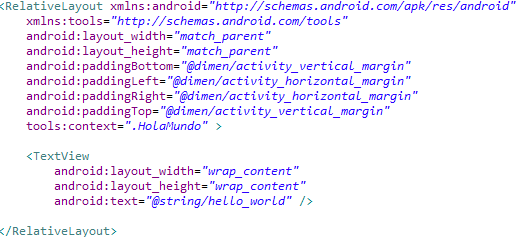 <RelativeLayout xmlns:android="http://schemas.android.com/apk/res/android"
    xmlns:tools="http://schemas.android.com/tools"
    android:layout_width="match_parent"
    android:layout_height="match_parent"
    android:paddingBottom="@dimen/activity_vertical_margin"
    android:paddingLeft="@dimen/activity_horizontal_margin"
    android:paddingRight="@dimen/activity_horizontal_margin"
    android:paddingTop="@dimen/activity_vertical_margin"
    tools:context=".HolaMundo" >
    <TextView
        android:layout_width="wrap_content"
        android:layout_height="wrap_content"
        android:text="@string/hello_world" />
</RelativeLayout>